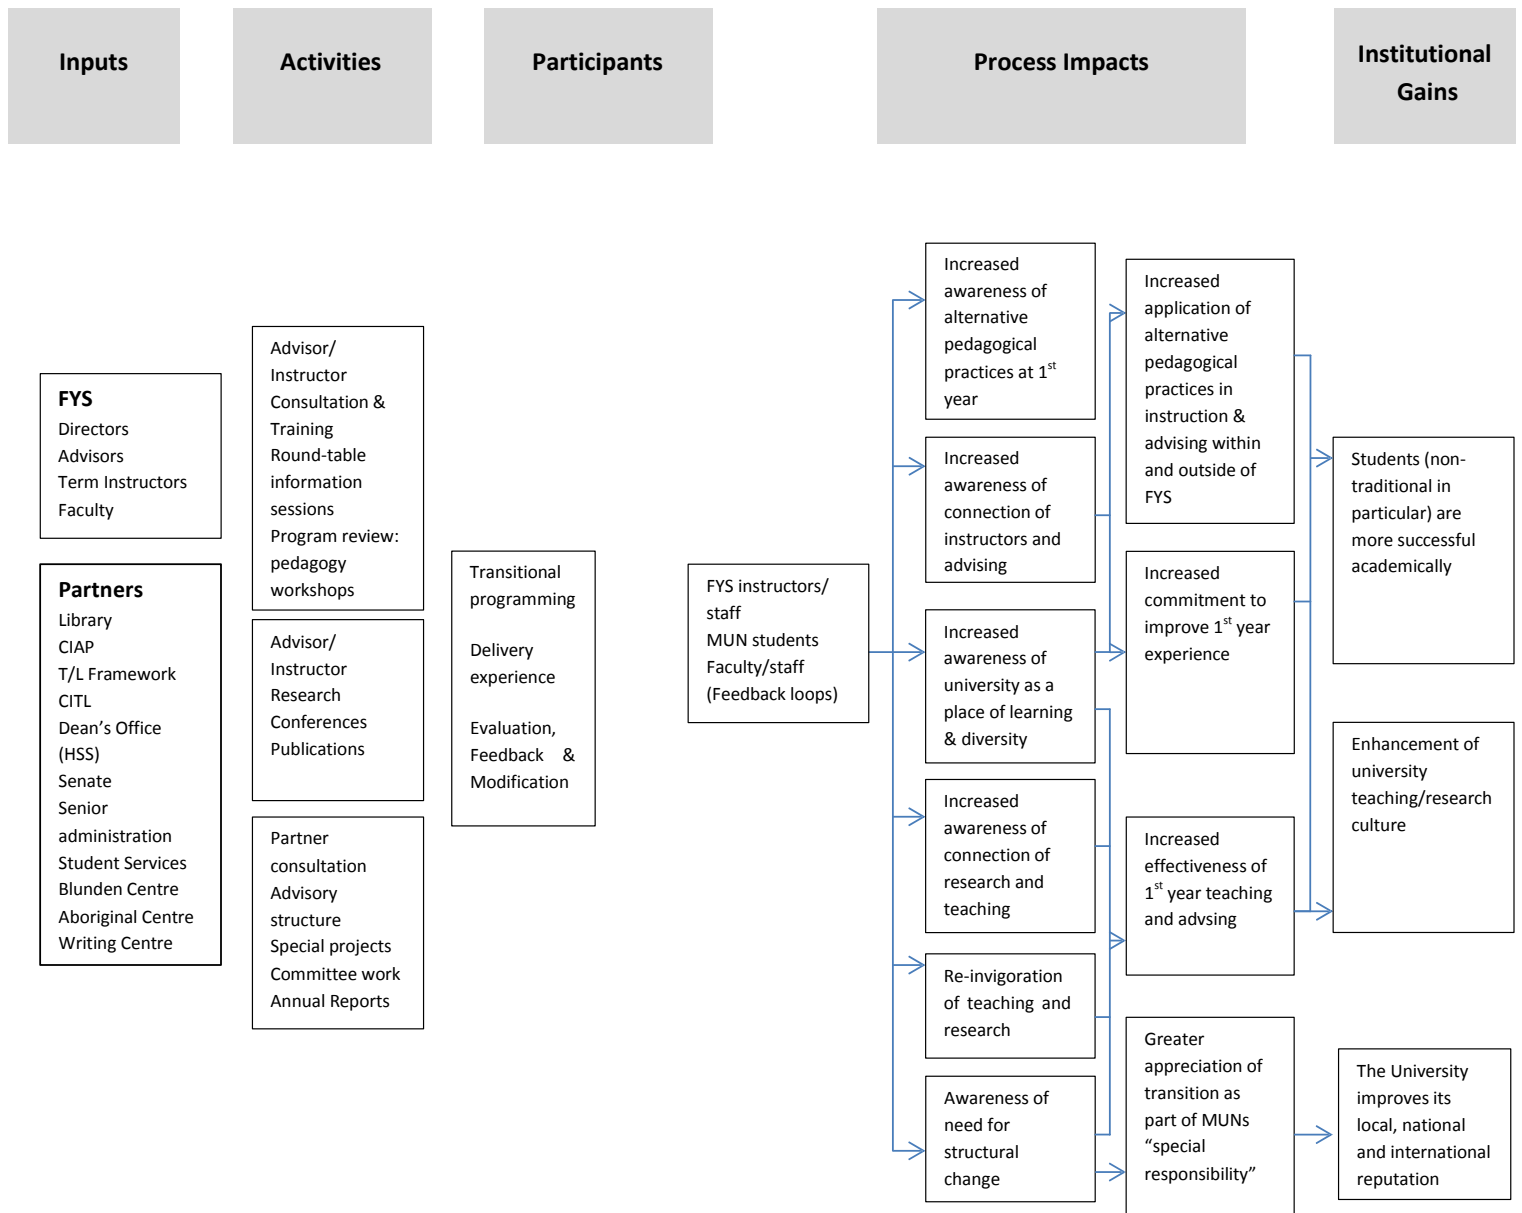 Inputs
Activities
Participants
Process Impacts
Institutional
Gains
FYS
Directors
Advisors
Term Instructors
Faculty
Partners
Library
CIAP
T/L Framework
CITL
Dean’s Office
(HSS)
Senate
Senior
administration
Student Services
Blunden Centre
Aboriginal Centre
Writing Centre
Advisor/
Instructor
Consultation &
Training
Round-table
information
sessions
Program review:
pedagogy
workshops
Advisor/
Instructor
Research
Conferences
Publications
Partner
consultation
Advisory
structure
Special projects
Committee work
Annual Reports
Transitional
programming
Delivery
experience
Evaluation,
Feedback &
Modification
FYS instructors/
staff
MUN students
Faculty/staff
(Feedback loops)
Increased
awareness of
alternative
pedagogical
practices at 1st
year
Increased
awareness of
connection of
instructors and
advising
Increased
awareness of
university as a
place of learning
& diversity
Increased
awareness of
connection of
research and
teaching
Re-invigoration
of teaching and
research
Awareness of
need for
structural
change
Increased
application of
alternative
pedagogical
practices in
instruction &
advising within
and outside of
FYS
Increased
commitment to
improve 1st year
experience
Increased
effectiveness of
1st year teaching
and advsing
Greater
appreciation of
transition as
part of MUNs
“special
responsibility”
Students (non-
traditional in
particular) are
more successful
academically
Enhancement of
university
teaching/research
culture
The University
improves its
local, national
and international
reputation